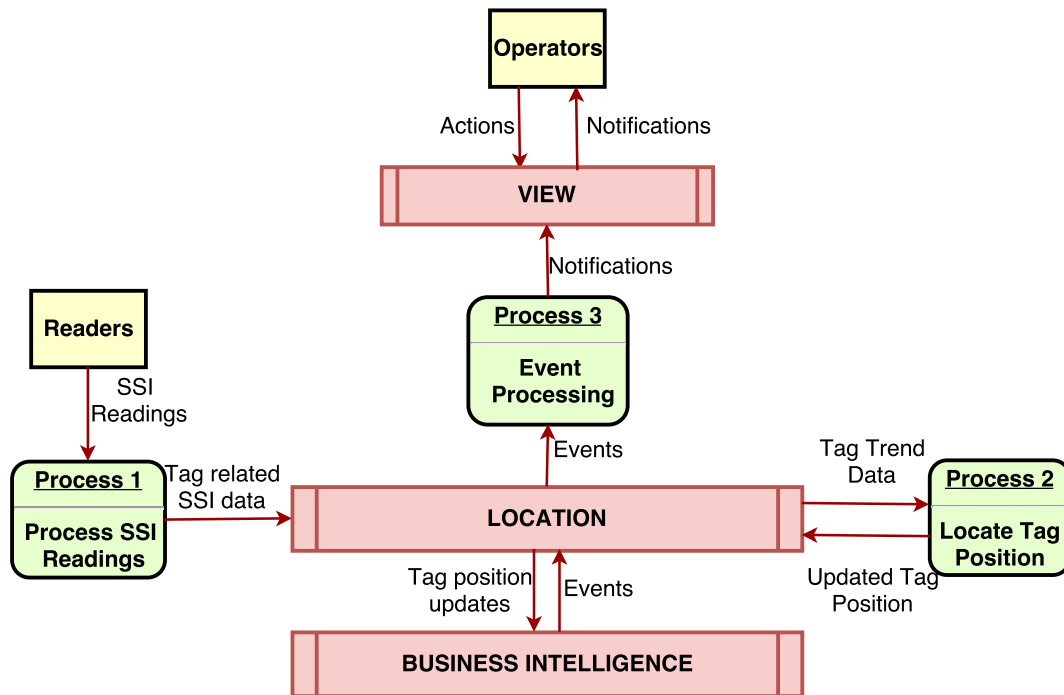 Operators
Actions
Notifications
VIEW
Notifications
Readers
SSI
Readings
Process 3
Event
Processing
Events
Process 1
Process SSI
Readings
Tag related
SSI data
LOCATION
Tag Trend
Data
Process 2
Locate Tag
Position
Updated Tag
Position
Tag position
updates
Events
BUSINESS INTELLIGENCE